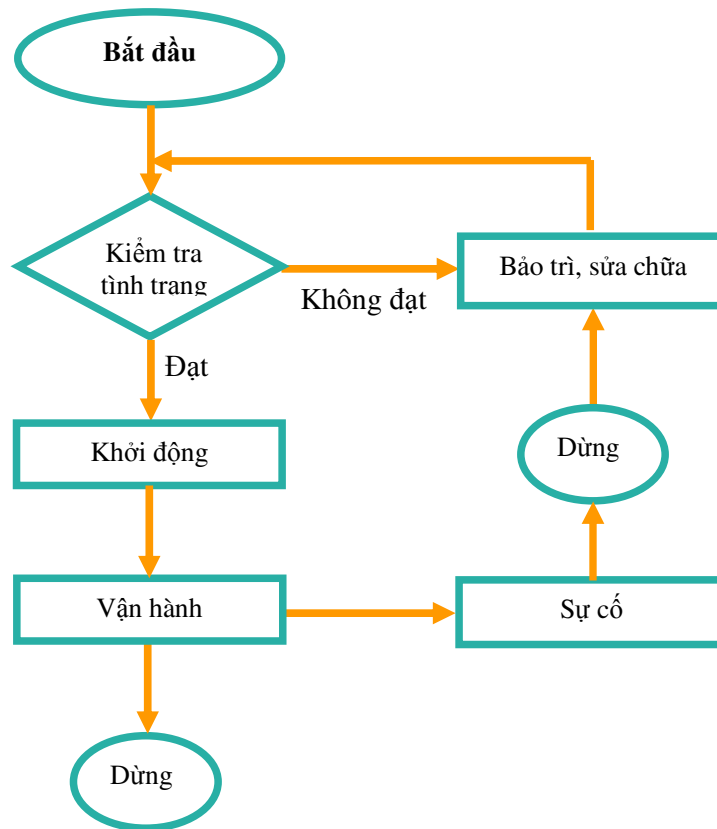 Bắt đầu
Kiểm tra
tình trang
Bảo trì, sửa chữa
Không đạt
Đạt
Khởi động
Dừng
Vận hành
Sự cố
Dừng